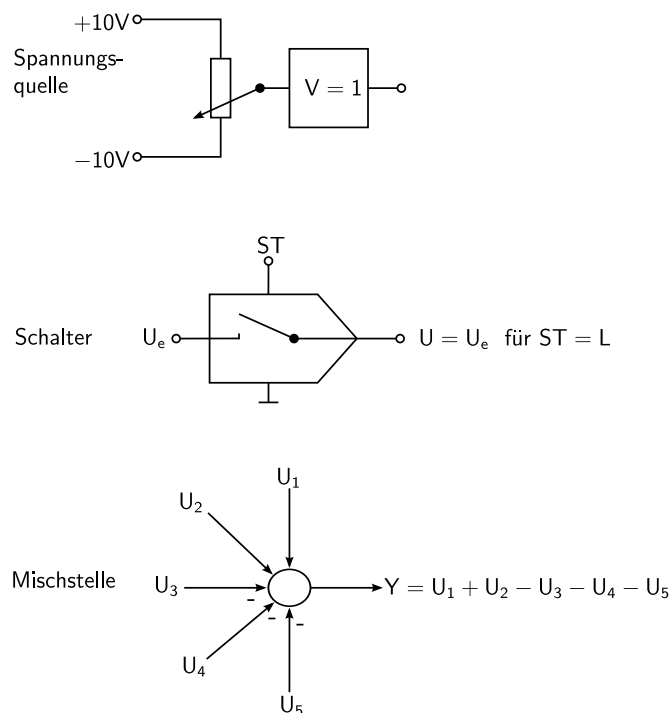 +10V
Spannungs-
quelle
V = 1
−10V
ST
Schalter
Uₑ
U = Uₑ für ST = L
U₁
U₂
Mischstelle
U₃
Y = U₁ + U₂ − U₃ − U₄ − U₅
-
-
-
U₄
U₅